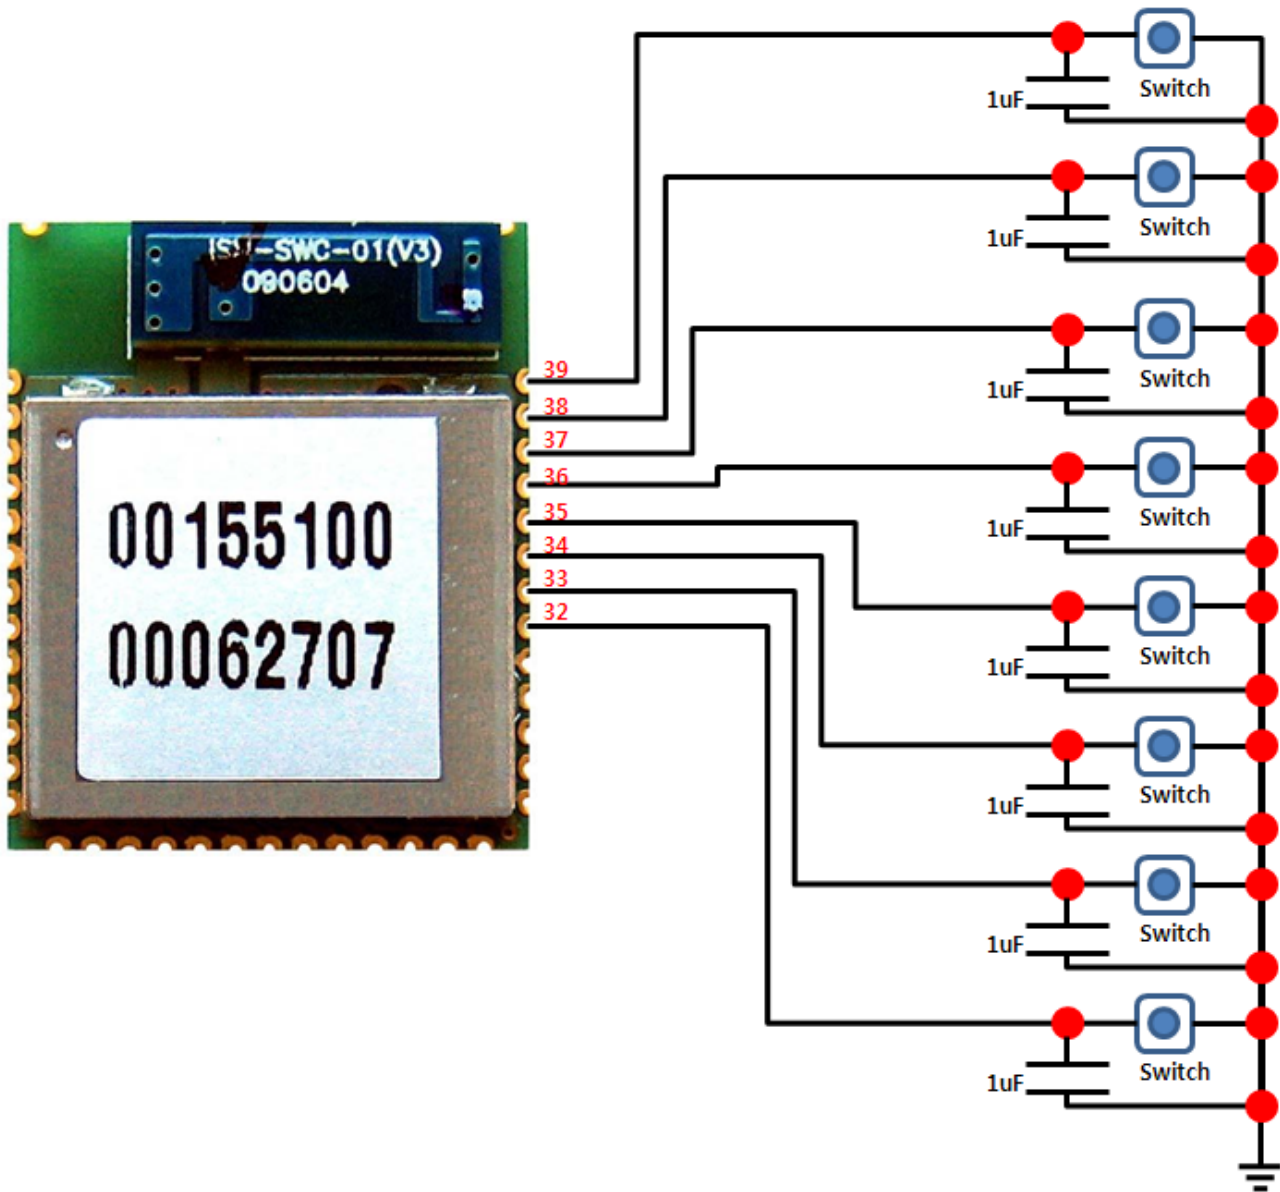 1uF
Switch
1uF
Switch
ISM-SWC-01(V3)
090604
1uF
Switch
39
38
37
36
35
34
33
32
1uF
Switch
00155100
00062707
1uF
Switch
1uF
Switch
1uF
Switch
1uF
Switch